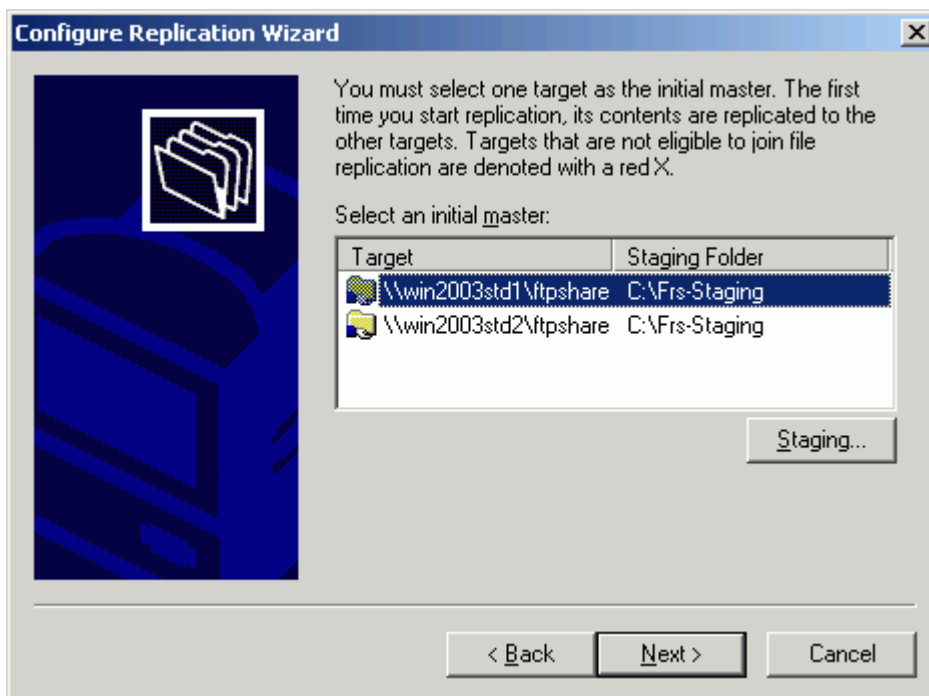 Configure Replication Wizard
You must select one target as the initial master. The first
time you start replication, its contents are replicated to the
other targets. Targets that are not eligible to join file
replication are denoted with a red X.
Select an initial master:
Target Staging Folder
\\win2003std1\ftpshare C:\Frs-Staging
\\win2003std2\ftpshare C:\Frs-Staging
Staging...
< Back Next > Cancel